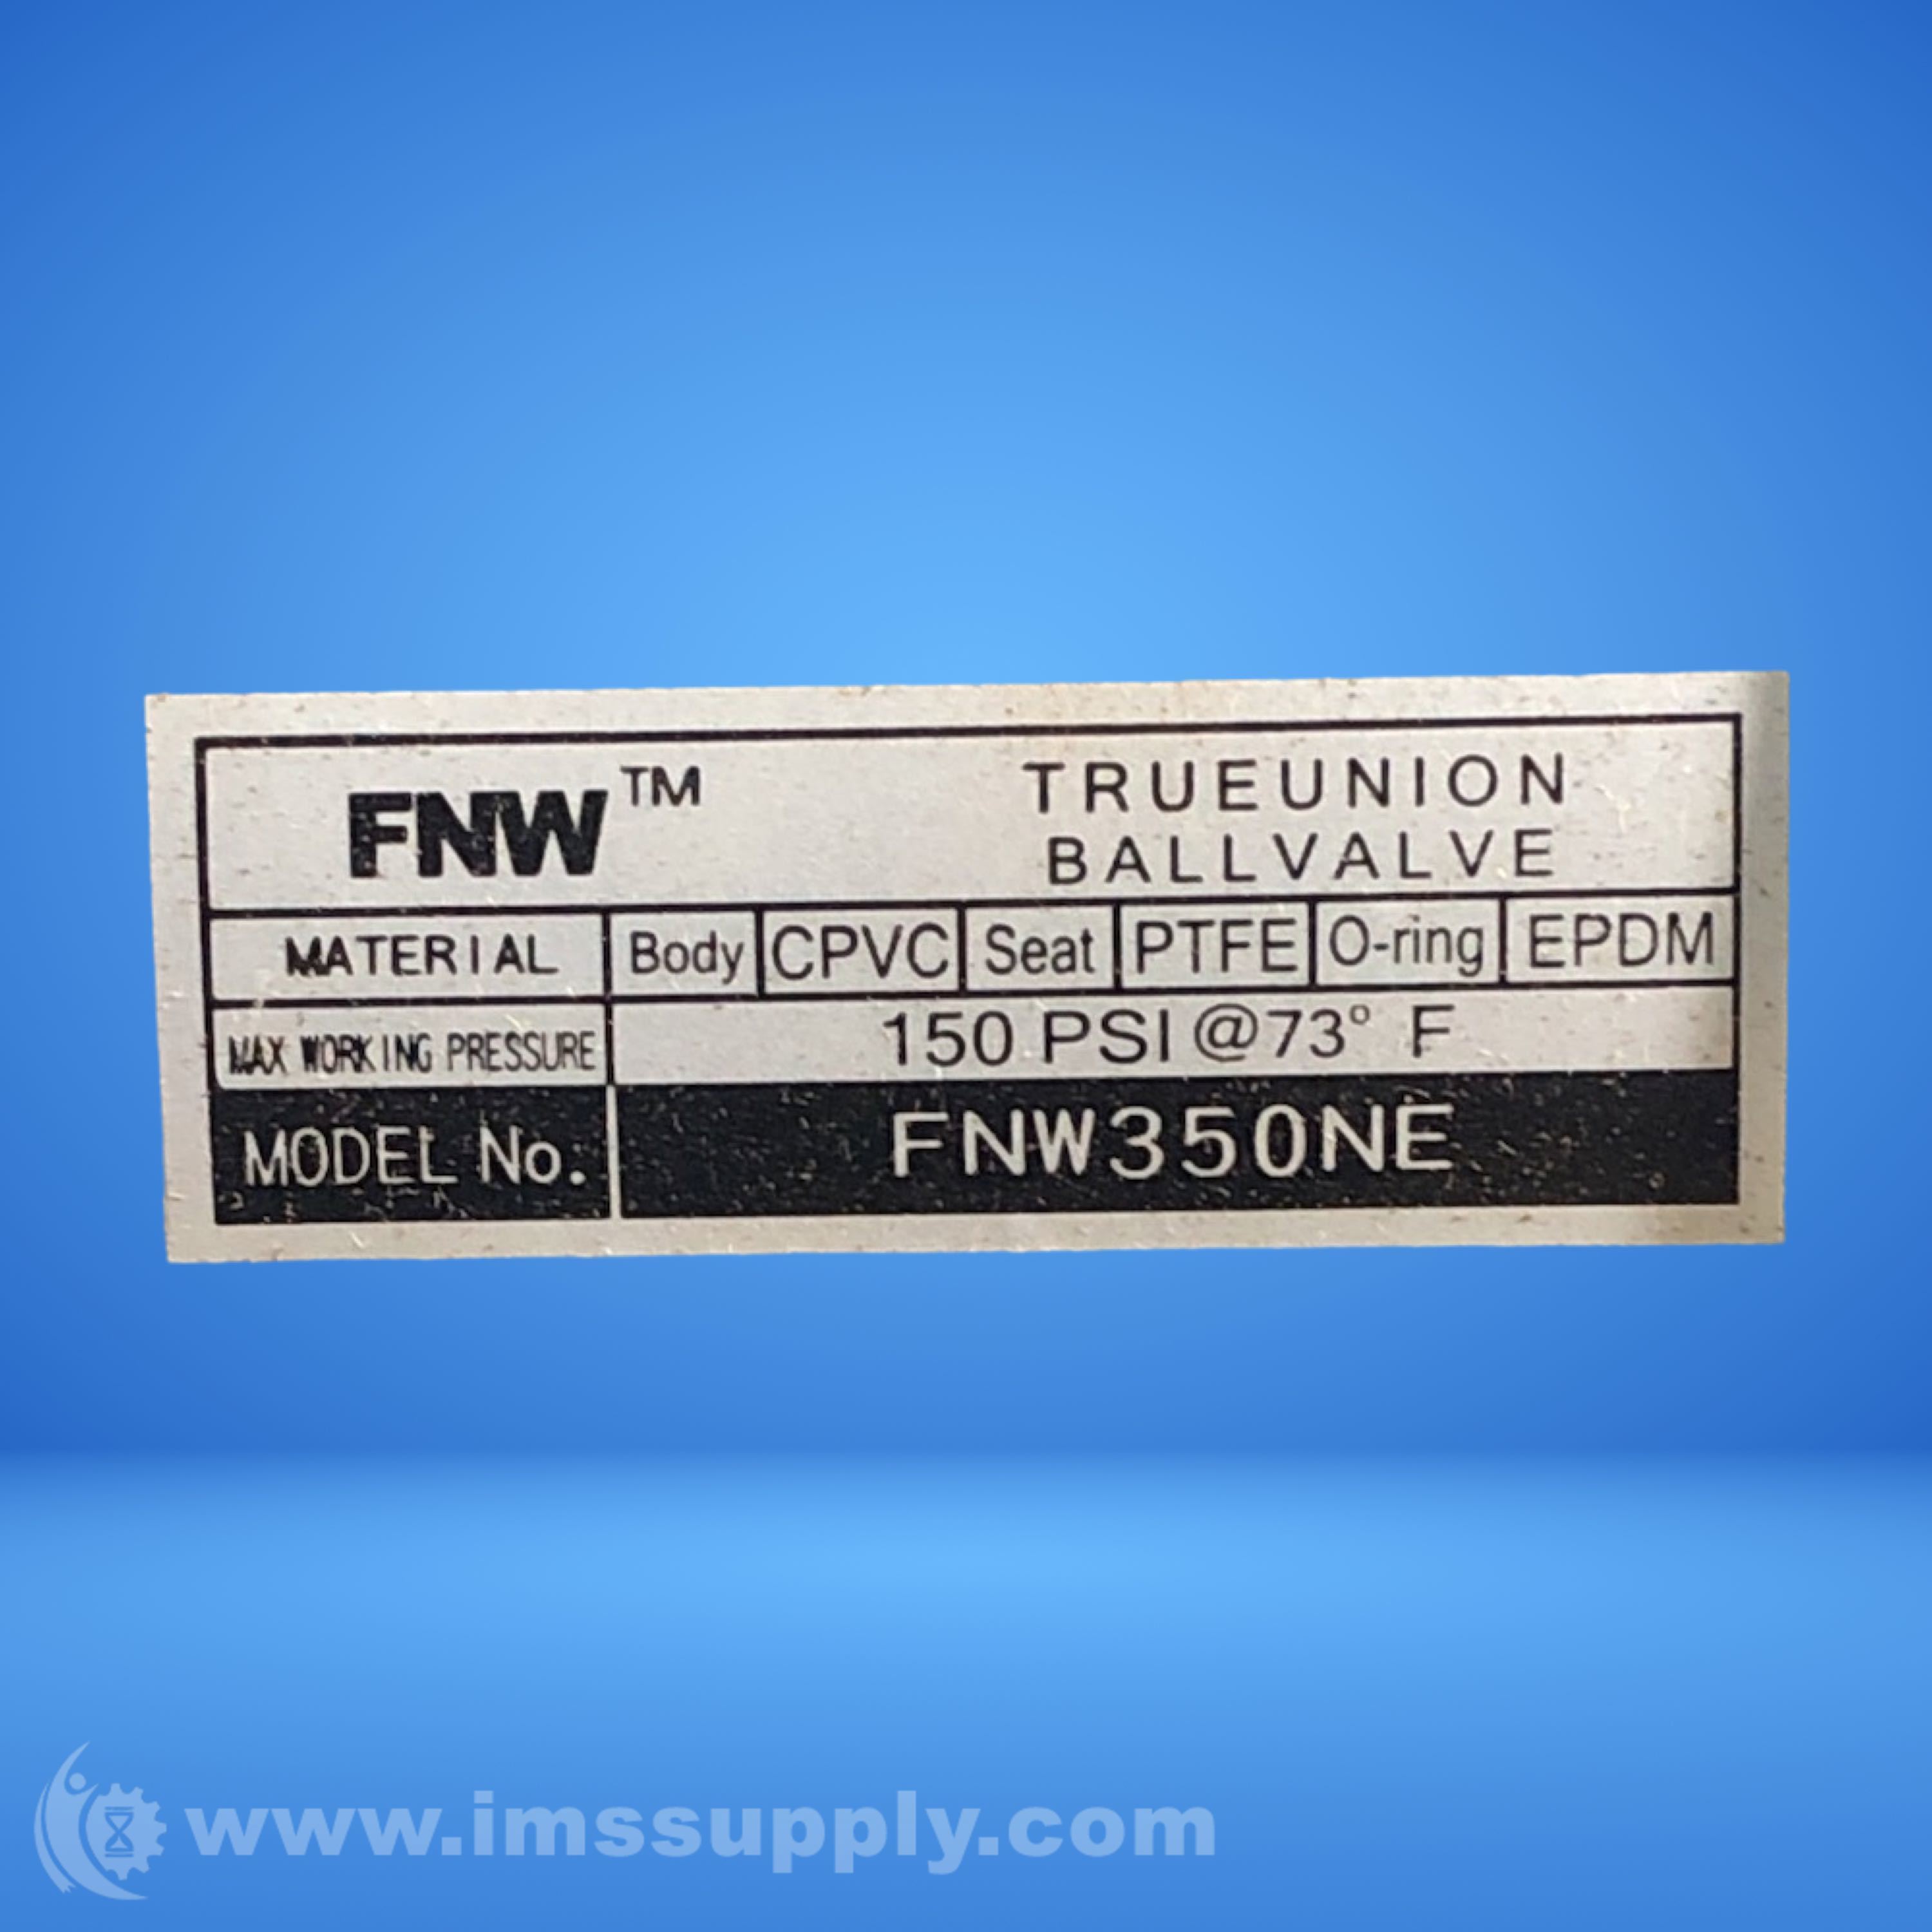 FNW™
TRUEUNION
BALLVALVE
MATERIAL Body CPVC Seat PTFE O-ring EPDM
MAX WORKING PRESSURE 150 PSI @73° F
MODEL No: FNW350NE
www.imssupply.com